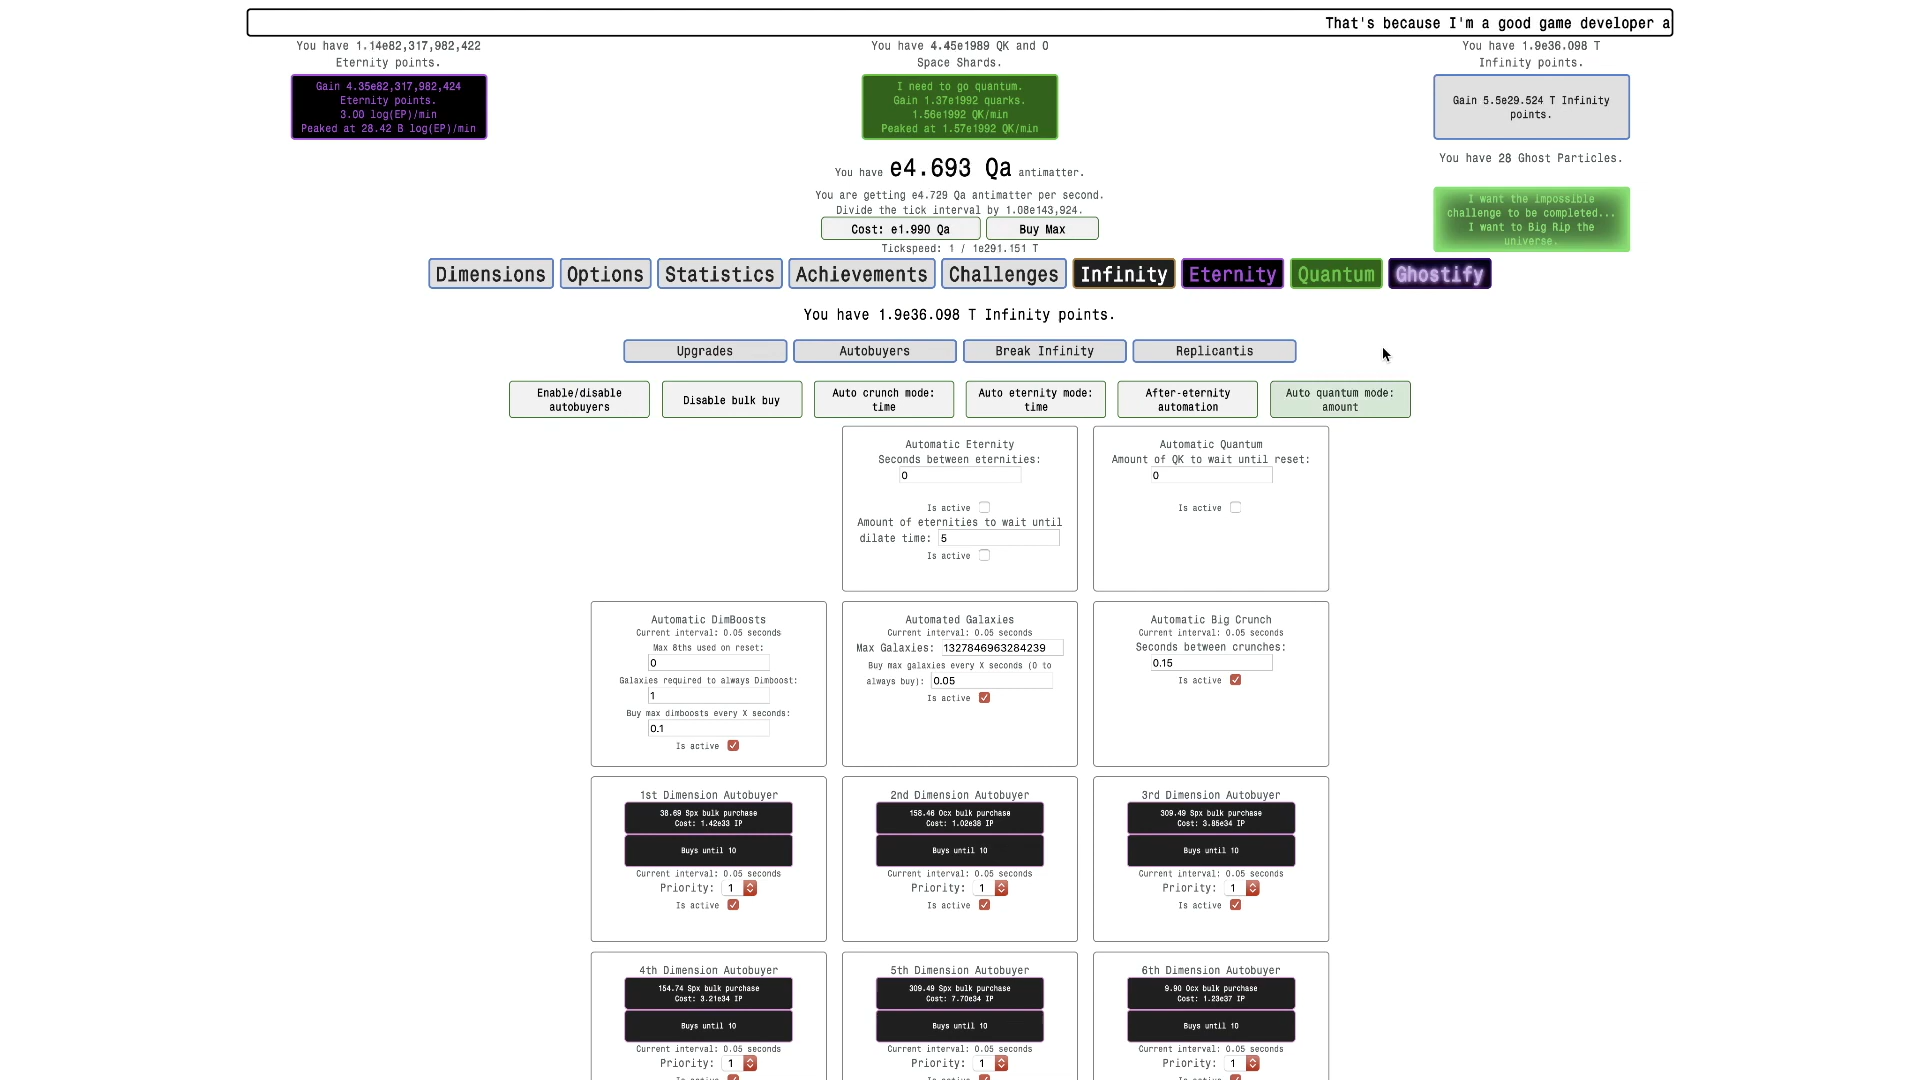 That's because I'm a good game developer a
You have 1.14e82,317,982,422
Eternity points.
Gain 4.35e82,317,982,424
Eternity points.
3.00 log(EP)/min
Peaked at 28.42 B log(EP)/min
You have 4.45e1989 QK and 0
Space Shards.
I need to go quantum.
Gain 1.37e1992 quarks.
1.56e1992 QK/min
Peaked at 1.57e1992 QK/min
You have 1.9e36.098 T
Infinity points.
Gain 5.5e29.524 T Infinity
points.
You have 28 Ghost Particles.
I want the impossible
challenge to be completed...
I want to Big Rip the
universe.
You have e4.693 Qa antimatter.
You are getting e4.729 Qa antimatter per second.
Divide the tick interval by 1.08e143,924.
Cost: e1.990 Qa
Buy Max
Tickspeed: 1 / 1e291.151 T
Dimensions
Options
Statistics
Achievements
Challenges
Infinity
Eternity
Quantum
Ghostify
You have 1.9e36.098 T Infinity points.
Upgrades
Autobuyers
Break Infinity
Replicantis
Enable/disable
autobuyers
Disable bulk buy
Auto crunch mode:
time
Auto eternity mode:
time
After-eternity
automation
Auto quantum mode:
amount
Automatic Eternity
Seconds between eternities:
0
Is active
Amount of eternities to wait until
dilate time: 5
Is active
Automatic Quantum
Amount of QK to wait until reset:
0
Is active
Automatic DimBoosts
Current interval: 0.05 seconds
Max 8ths used on reset:
0
Galaxies required to always Dimboost:
1
Buy max dimboosts every X seconds:
0.1
Is active
Automated Galaxies
Current interval: 0.05 seconds
Max Galaxies: 1327846963284239
Buy max galaxies every X seconds (0 to
always buy): 0.05
Is active
Automatic Big Crunch
Current interval: 0.05 seconds
Seconds between crunches:
0.15
Is active
1st Dimension Autobuyer
38.69 Spx bulk purchase
Cost: 1.42e33 IP
Buys until 10
Current interval: 0.05 seconds
Priority: 1
Is active
2nd Dimension Autobuyer
158.46 Ocx bulk purchase
Cost: 1.02e38 IP
Buys until 10
Current interval: 0.05 seconds
Priority: 1
Is active
3rd Dimension Autobuyer
309.49 Spx bulk purchase
Cost: 3.85e34 IP
Buys until 10
Current interval: 0.05 seconds
Priority: 1
Is active
4th Dimension Autobuyer
154.74 Spx bulk purchase
Cost: 3.21e34 IP
Buys until 10
Current interval: 0.05 seconds
Priority: 1
5th Dimension Autobuyer
309.49 Spx bulk purchase
Cost: 7.70e34 IP
Buys until 10
Current interval: 0.05 seconds
Priority: 1
6th Dimension Autobuyer
9.90 Ocx bulk purchase
Cost: 1.23e37 IP
Buys until 10
Current interval: 0.05 seconds
Priority: 1